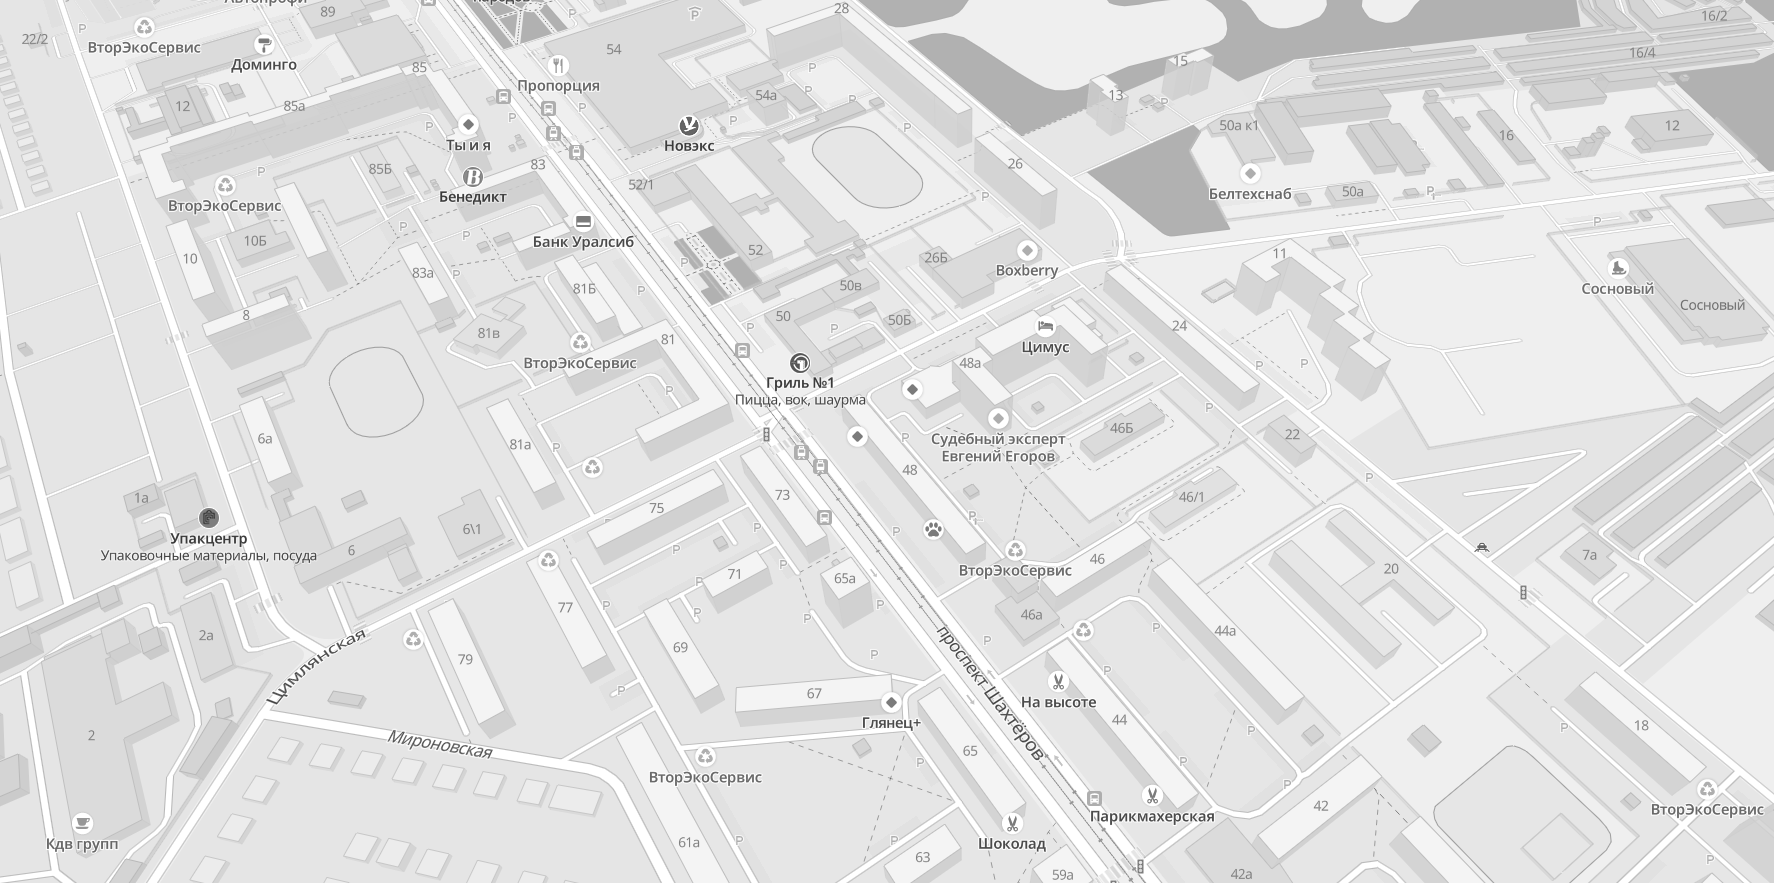 28
89
22/2
ВторЭкоСервис
Доминго
54
16/2
16/4
85
Пропорция
15
13
12
85а
54а
50а к1
16
12
Новэкс
Ты и я
83
26
85Б
52/1
Белтехснаб
50а
Бенедикт
ВторЭкоСервис
10Б
Банк Уралсиб
52
26Б
Boxberry
11
10
83а
81Б
50в
Сосновый
Сосновый
8
81в
50
50Б
24
81
Цимус
ВторЭкоСервис
48а
Гриль №1
Пицца, вок, шаурма
6а
81а
Судебный эксперт
Евгений Егоров
46Б
22
48
1а
73
46/1
75
6\1
Упакцентр
Упаковочные материалы, посуда
6
7а
46
ВторЭкоСервис
20
71
65а
77
46а
2а
44а
Цимлянская
проспект Шахтёров
69
79
67
На высоте
Глянец+
44
18
2
Мироновская
65
ВторЭкоСервис
42
ВторЭкоСервис
Парикмахерская
Кдв групп
61а
Шоколад
63
59а
42а